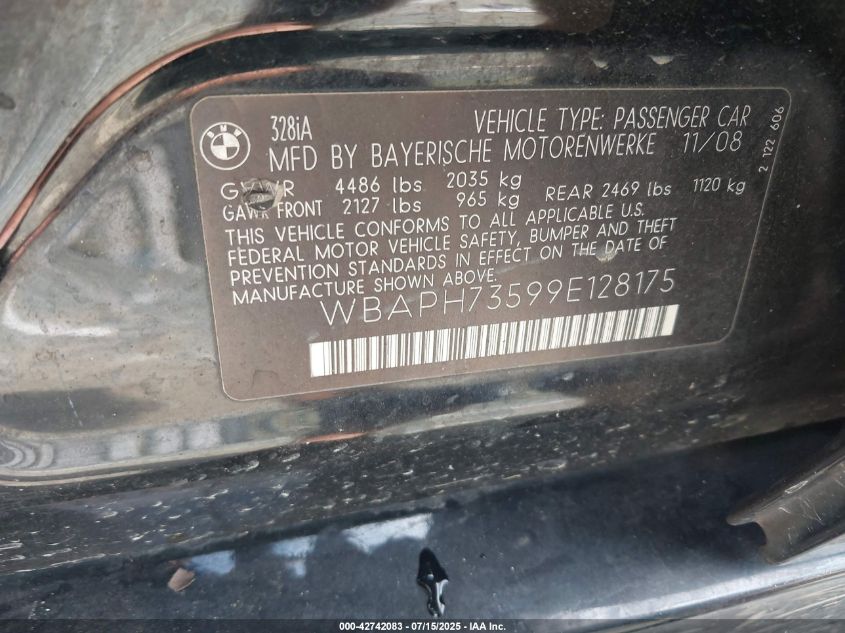 BMW
328iA VEHICLE TYPE: PASSENGER CAR
MFD BY BAYERISCHE MOTORENWERKE 11/08
4486 lbs 2035 kg
GAWR FRONT 2127 lbs 965 kg REAR 2469 lbs 1120 kg
THIS VEHICLE CONFORMS TO ALL APPLICABLE U.S.
FEDERAL MOTOR VEHICLE SAFETY, BUMPER AND THEFT
PREVENTION STANDARDS IN EFFECT ON THE DATE OF
MANUFACTURE SHOWN ABOVE.
WBAPH73599E128175
2 122 606
000-42742083 - 07/15/2025 - IAA Inc.